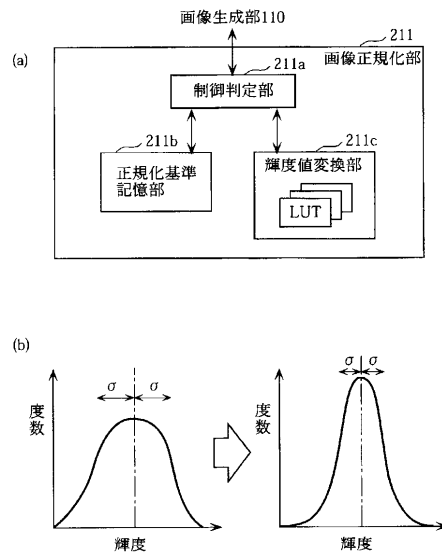 画像生成部110
(a)
211
画像正規化部
211a
制御判定部
211b
211c
正規化基準
記憶部
輝度値変換部
LUT
(b)
σ σ
度数
輝度
σ σ
度数
輝度